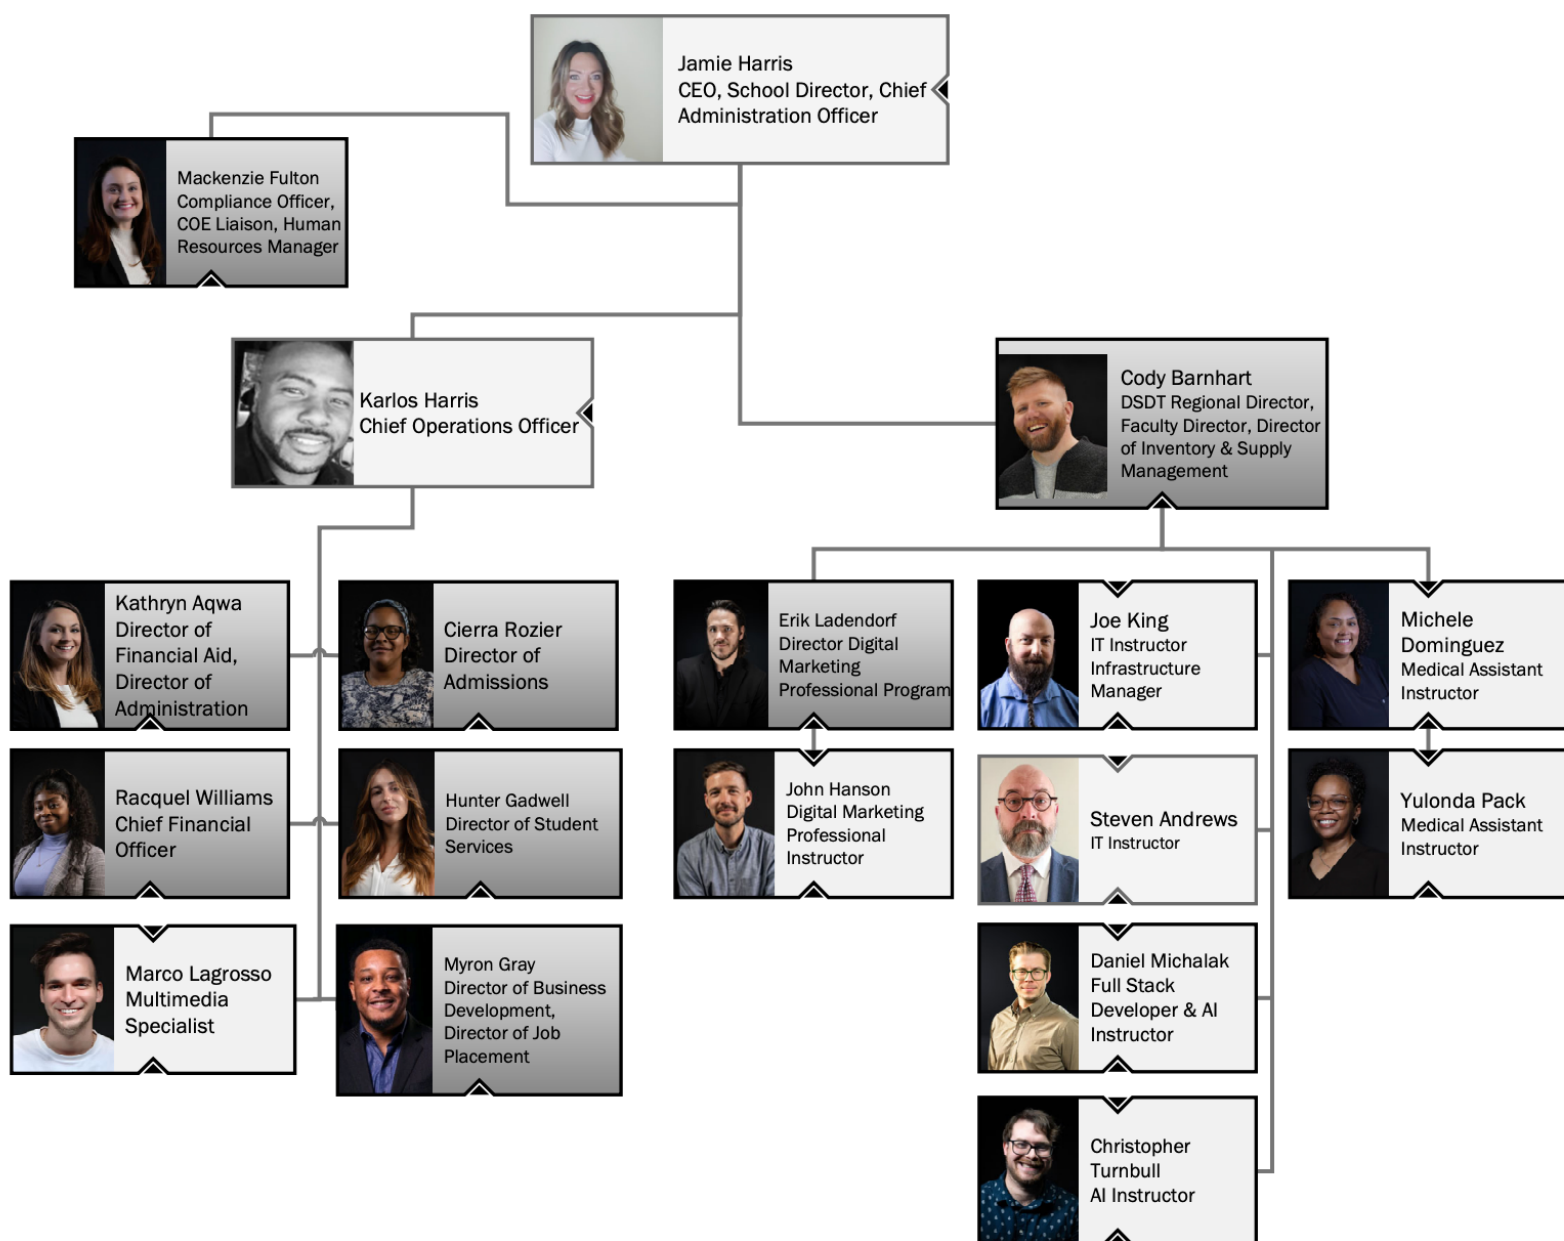 Jamie Harris
CEO, School Director, Chief
Administration Officer
Mackenzie Fulton
Compliance Officer,
COE Liaison, Human
Resources Manager
Karlos Harris
Chief Operations Officer
Cody Barnhart
DSDT Regional Director,
Faculty Director, Director
of Inventory & Supply
Management
Kathryn Aqwa
Director of
Financial Aid,
Director of
Administration
Cierra Rozier
Director of
Admissions
Erik Ladendorf
Director Digital
Marketing
Professional Program
Joe King
IT Instructor
Infrastructure
Manager
Michele
Dominguez
Medical Assistant
Instructor
Racquel Williams
Chief Financial
Officer
Hunter Gadwell
Director of Student
Services
John Hanson
Digital Marketing
Professional
Instructor
Steven Andrews
IT Instructor
Yulonda Pack
Medical Assistant
Instructor
Marco Lagrosso
Multimedia
Specialist
Myron Gray
Director of Business
Development,
Director of Job
Placement
Daniel Michalak
Full Stack
Developer & AI
Instructor
Christopher
Turnbull
AI Instructor